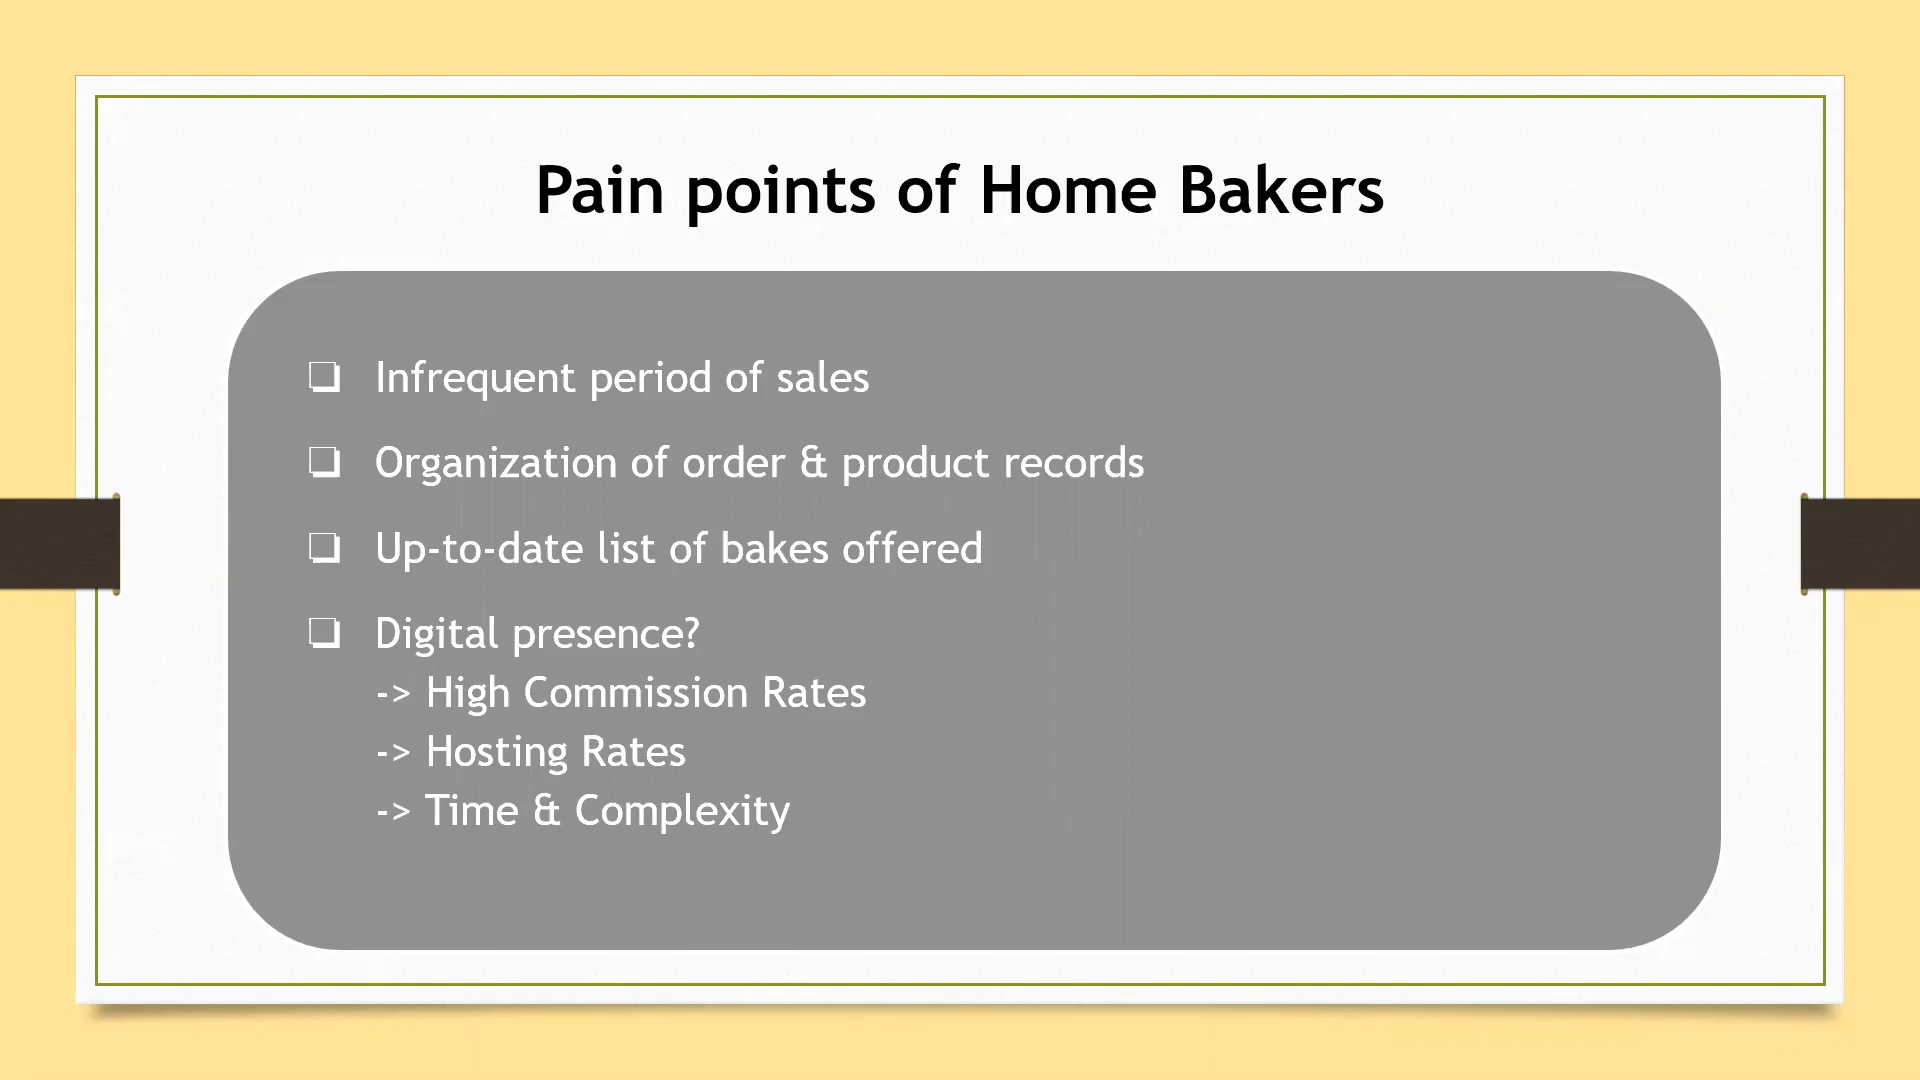 Pain points of Home Bakers
❑ Infrequent period of sales
❑ Organization of order & product records
❑ Up-to-date list of bakes offered
❑ Digital presence?
-> High Commission Rates
-> Hosting Rates
-> Time & Complexity